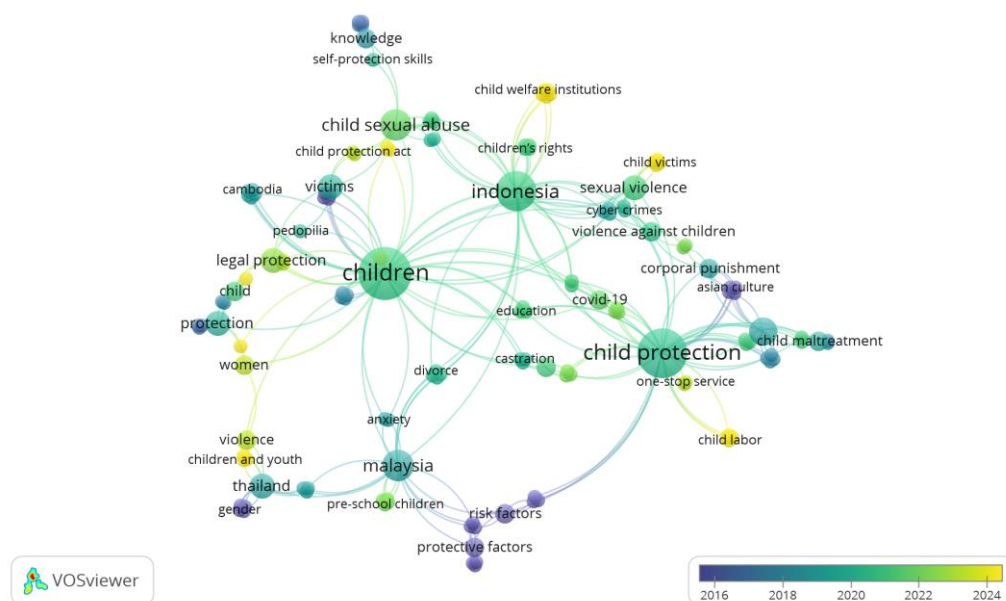 knowledge
self-protection skills
child welfare institutions
child sexual abuse
child protection act
children's rights
child victims
cambodia
victims
indonesia
sexual violence
cyber crimes
pedopilia
violence against children
legal protection
children
corporal punishment
child
asian culture
covid-19
education
protection
child protection
child maltreatment
women
castration
divorce
one-stop service
anxiety
violence
child labor
children and youth
malaysia
thailand
pre-school children
gender
risk factors
protective factors
VOSviewer
2016 2018 2020 2022 2024